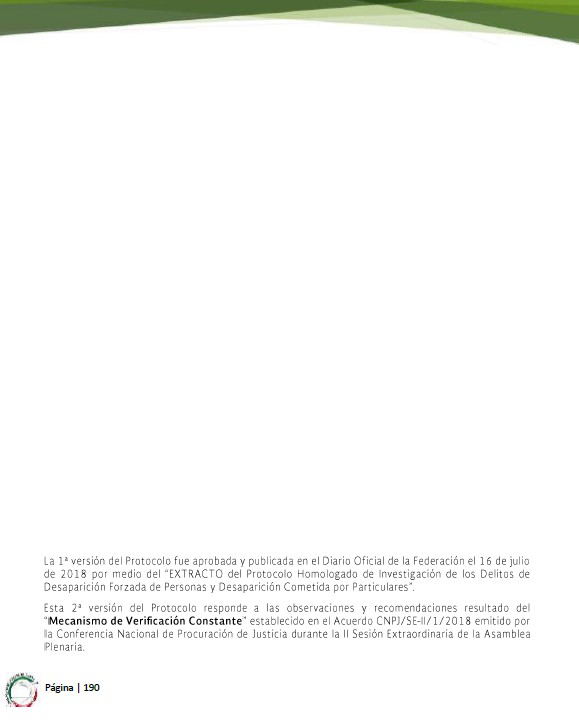 La 1ª versión del Protocolo fue aprobada y publicada en el Diario Oficial de la Federación el 16 de julio
de 2018 por medio del “EXTRACTO del Protocolo Homologado de Investigación de los Delitos de
Desaparición Forzada de Personas y Desaparición Cometida por Particulares”.
Esta 2ª versión del Protocolo responde a las observaciones y recomendaciones resultado del
“Mecanismo de Verificación Constante” establecido en el Acuerdo CNPJ/SE-II/1/2018 emitido por
la Conferencia Nacional de Procuración de Justicia durante la II Sesión Extraordinaria de la Asamblea
Plenaria.
Página | 190